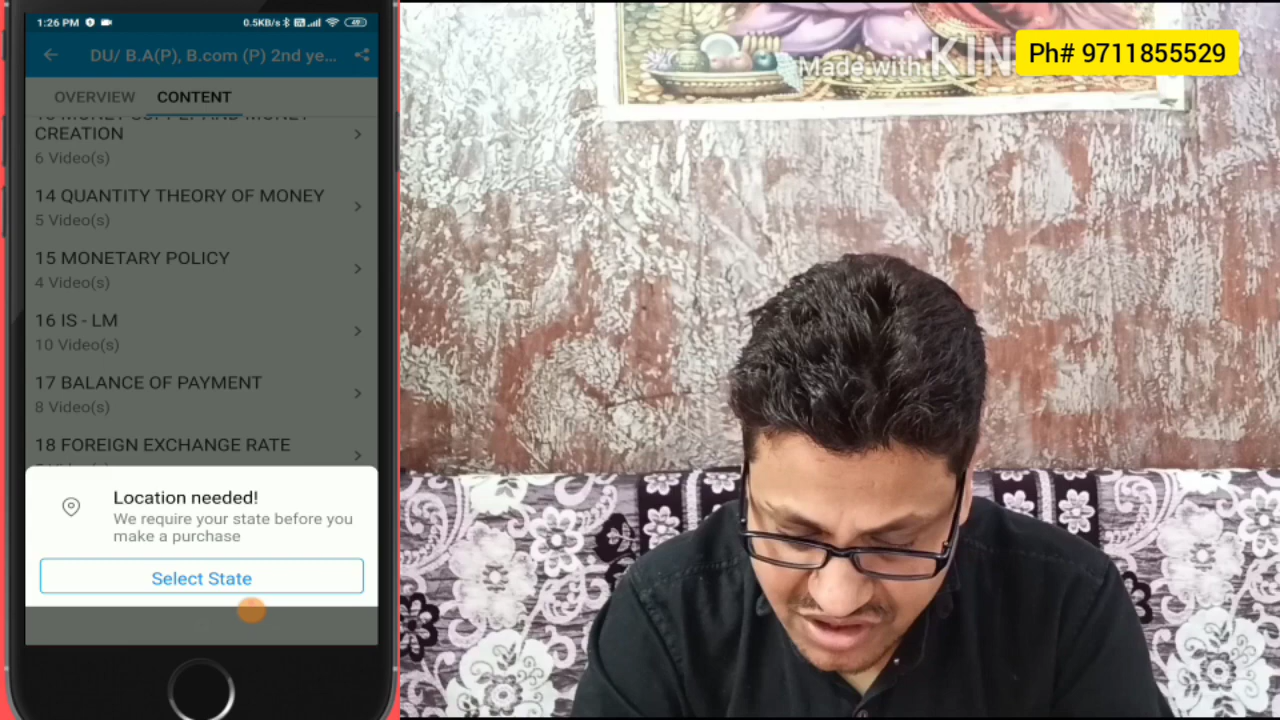 1:26 PM
0.5KB/s
49
DU/ B.A(P), B.com (P) 2nd ye...
OVERVIEW CONTENT
CREATION
6 Video(s)
14 QUANTITY THEORY OF MONEY
5 Video(s)
15 MONETARY POLICY
4 Video(s)
16 IS - LM
10 Video(s)
17 BALANCE OF PAYMENT
8 Video(s)
18 FOREIGN EXCHANGE RATE
Location needed!
We require your state before you
make a purchase
Select State
Made with KIN
Ph# 9711855529